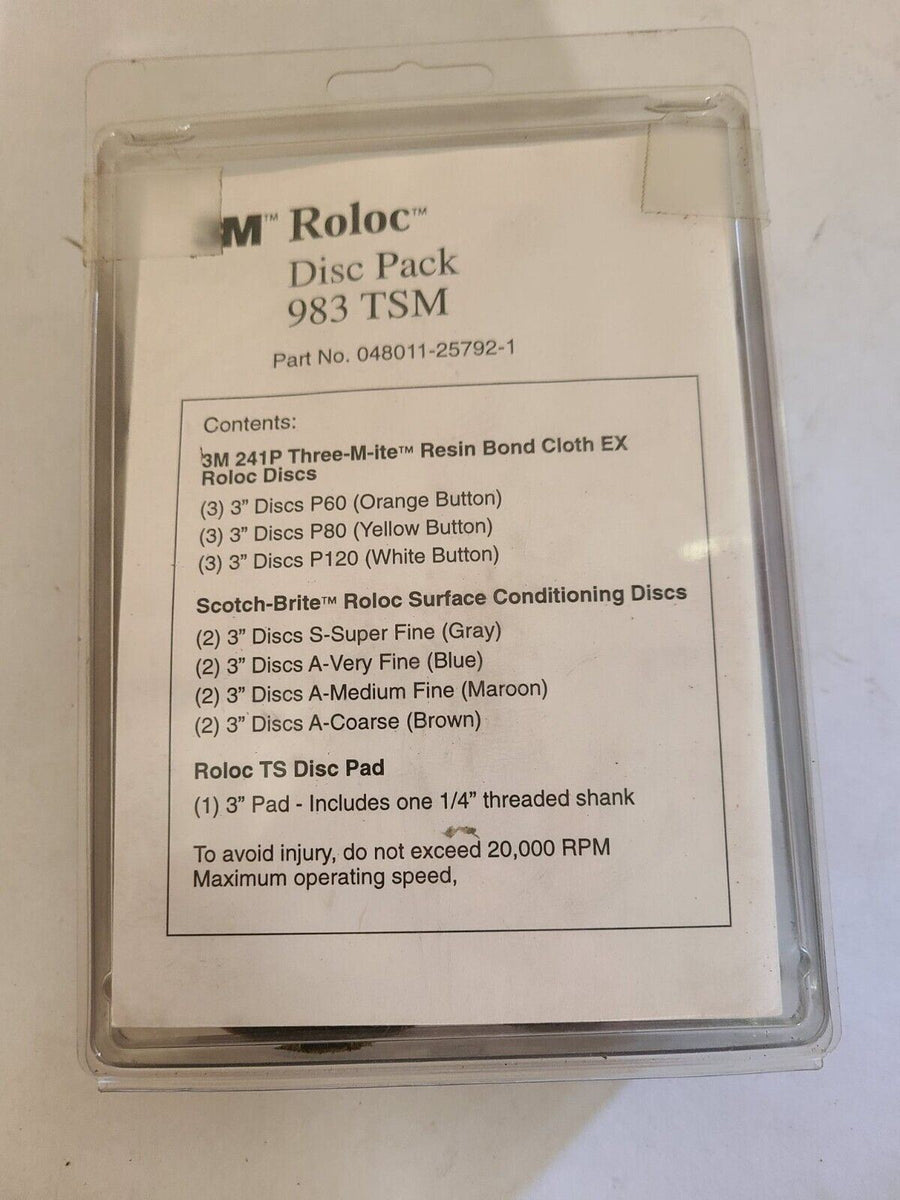 3M™ Roloc™
Disc Pack
983 TSM
Part No. 048011-25792-1
Contents:
3M 241P Three-M-ite™ Resin Bond Cloth EX
Roloc Discs
(3) 3” Discs P60 (Orange Button)
(3) 3” Discs P80 (Yellow Button)
(3) 3” Discs P120 (White Button)
Scotch-Brite™ Roloc Surface Conditioning Discs
(2) 3” Discs S-Super Fine (Gray)
(2) 3” Discs A-Very Fine (Blue)
(2) 3” Discs A-Medium Fine (Maroon)
(2) 3” Discs A-Coarse (Brown)
Roloc TS Disc Pad
(1) 3” Pad - Includes one 1/4” threaded shank
To avoid injury, do not exceed 20,000 RPM
Maximum operating speed,